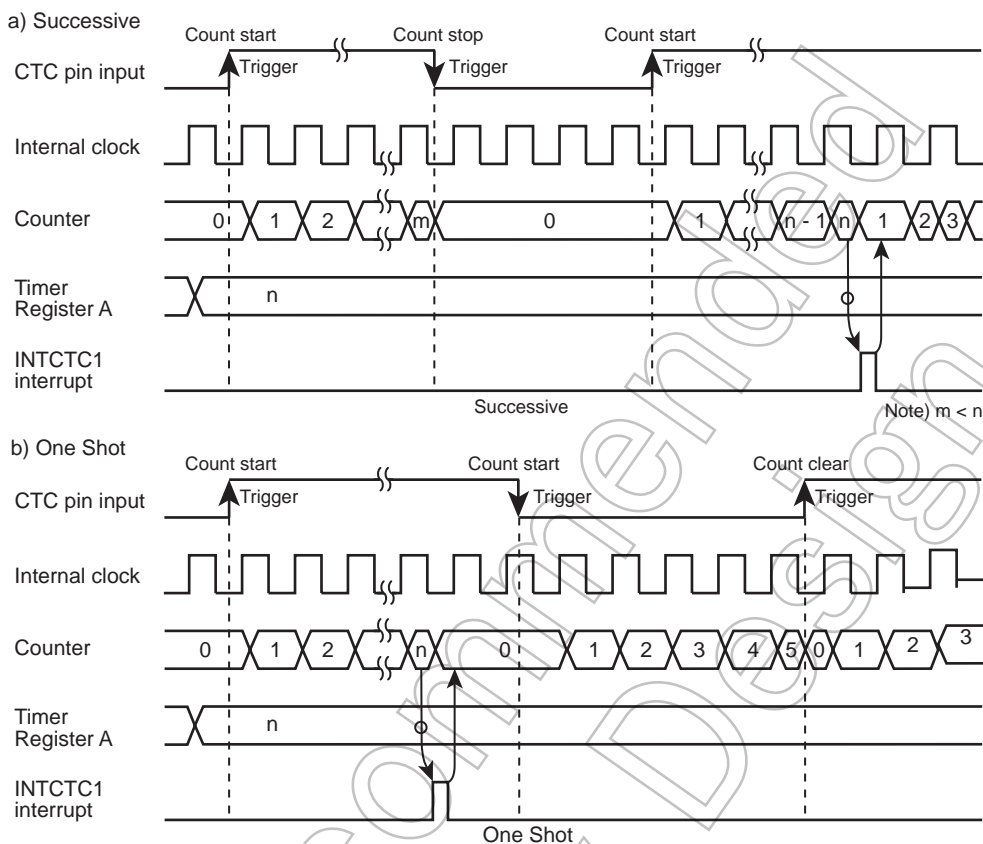 a) Successive
Count start
Count stop
Count start
CTC pin input
Trigger
Trigger
Trigger
Internal clock
Counter
0 1 2 m 0 1 n - 1 n 1 2 3
Timer
Register A
n
INTCTC1
interrupt
Successive
Note) m < n
b) One Shot
Count start
Count start
Count clear
CTC pin input
Trigger
Trigger
Trigger
Internal clock
Counter
0 1 2 n 0 1 2 3 4 5 0 1 2 3
Timer
Register A
n
INTCTC1
interrupt
One Shot
ommended
Design